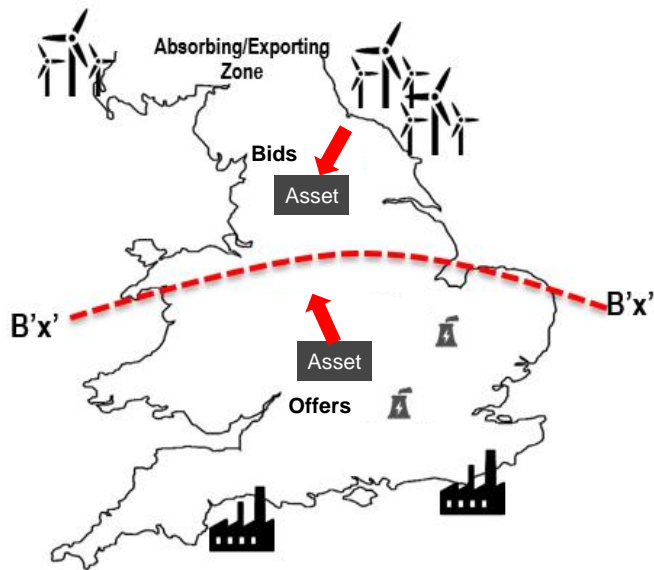 Absorbing/Exporting
Zone
Bids
Asset
B'x'
B'x'
Asset
Offers